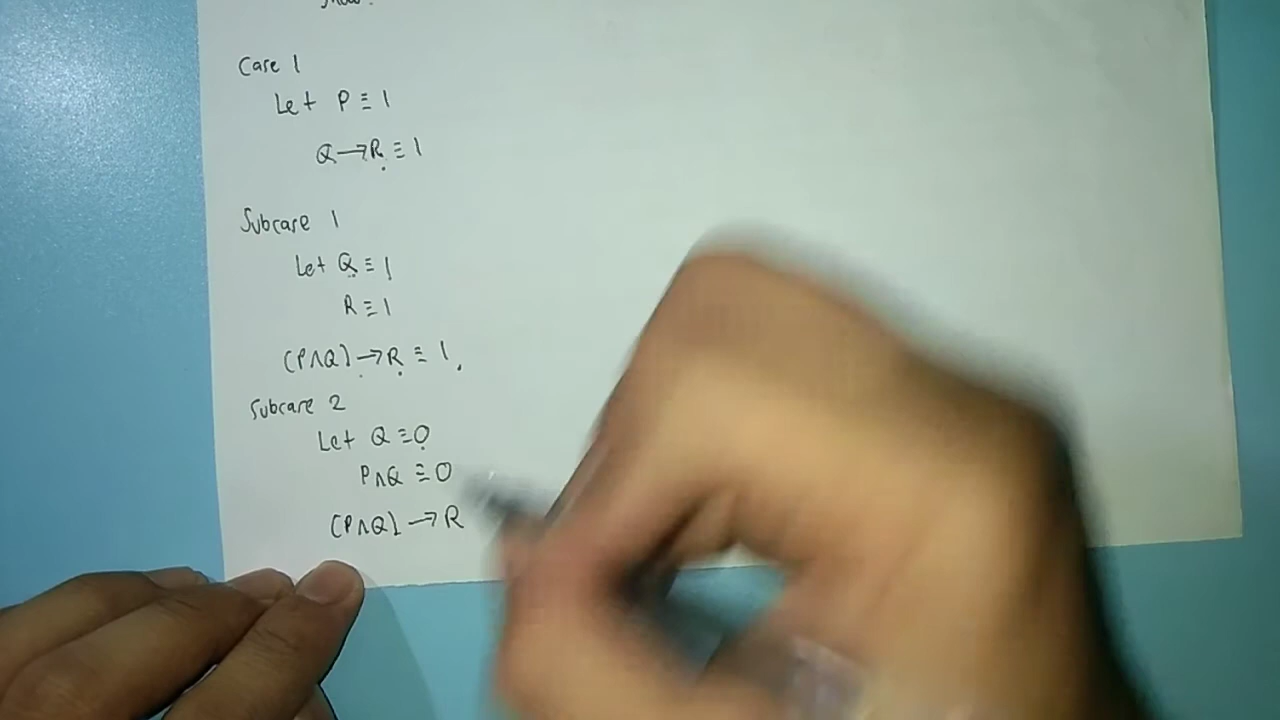 Case 1
Let P ≡ 1
Q → R ≡ 1
Subcase 1
Let Q ≡ 1
R ≡ 1
(P∧Q) → R ≡ 1.
Subcase 2
Let Q ≡ 0
P∧Q ≡ 0
(P∧Q) → R